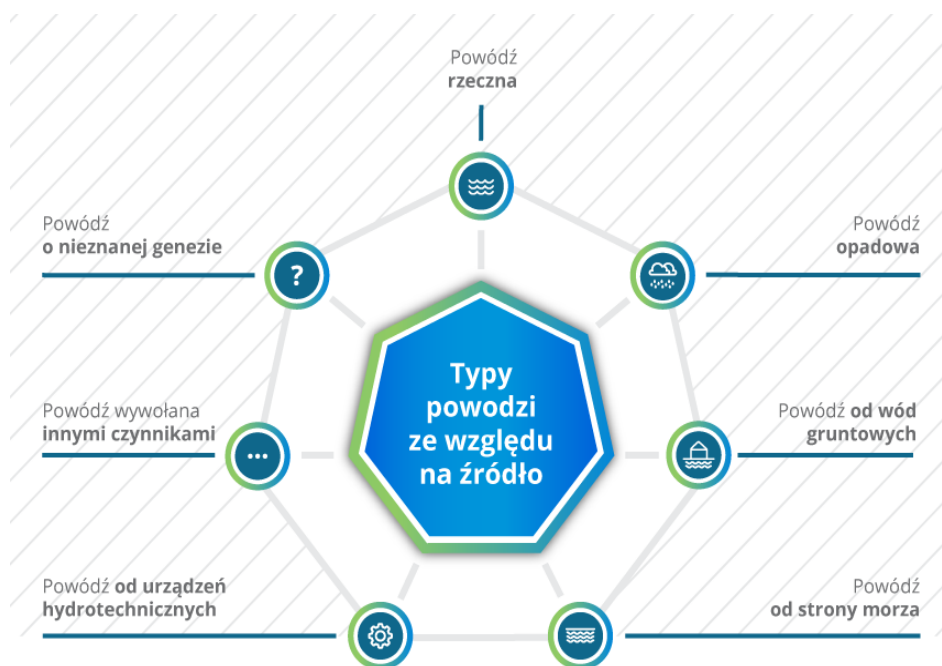 Powódź
rzeczna
Powódź
o nieznanej genezie
Powódź
opadowa
?
Typy
powodzi
ze względu
na źródło
Powódź wywołana
innymi czynnikami
Powódź od wód
gruntowych
...
Powódź od urządzeń
hydrotechnicznych
Powódź
od strony morza